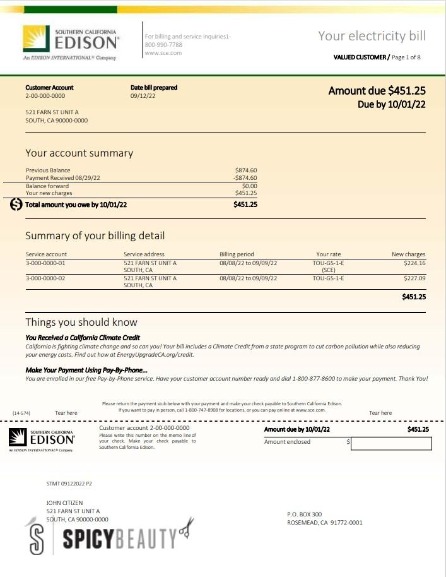 SOUTHERN CALIFORNIA
EDISON
An EDISON INTERNATIONAL® Company
For billing and service inquiries1
800-990-7788
www.sce.com
Your electricity bill
VALUED CUSTOMER / Page 1 of 8
Customer Account
2-00-000-0000
Date bill prepared
09/12/22
Amount due $451.25
Due by 10/01/22
521 FARN ST UNIT A
SOUTH, CA 90000-0000
Your account summary
Previous Balance $874.60
Payment Received 08/29/22 -$874.60
Balance forward $0.00
Your new charges $451.25
Total amount you owe by 10/01/22 $451.25
Summary of your billing detail
Service account Service address Billing period Your rate New charges
3-000-0000-01 521 FARN ST UNIT A 08/08/22 to 09/09/22 TOU-GS-1-E $224.16
SOUTH, CA (SCE)
3-000-0000-02 521 FARN ST UNIT A 08/08/22 to 09/09/22 TOU-GS-1-E $227.09
SOUTH, CA
$451.25
Things you should know
You Received a California Climate Credit
California is fighting climate change and so can you! Your bill includes a Climate Credit from a state program to cut carbon pollution while also reducing
your energy costs. Find out how at EnergyUpgradeCA.org/credit.
Make Your Payment Using Pay-By-Phone...
You are enrolled in our free Pay-by-Phone service. Have your customer account number ready and dial 1-800-877-8600 to make your payment. Thank You!
Please return the payment stub below with your payment and make your check payable to Southern California Edison.
If you want to pay in person, call 1-800-747-8908 for locations, or you can pay online at www.sce.com.
(14-574) Tear here Tear here
SOUTHERN CALIFORNIA
EDISON
An EDISON INTERNATIONAL® Company
Customer account 2-00-000-0000
Please write this number on the memo line of
your check. Make your check payable to
Southern California Edison.
Amount due by 10/01/22 $451.25
Amount enclosed $
STMT 09122022 P2
JOHN CITIZEN
521 FARN ST UNIT A
SOUTH, CA 90000-0000
P.O. BOX 300
ROSEMEAD, CA 91772-0001
SPICYBEAUTY